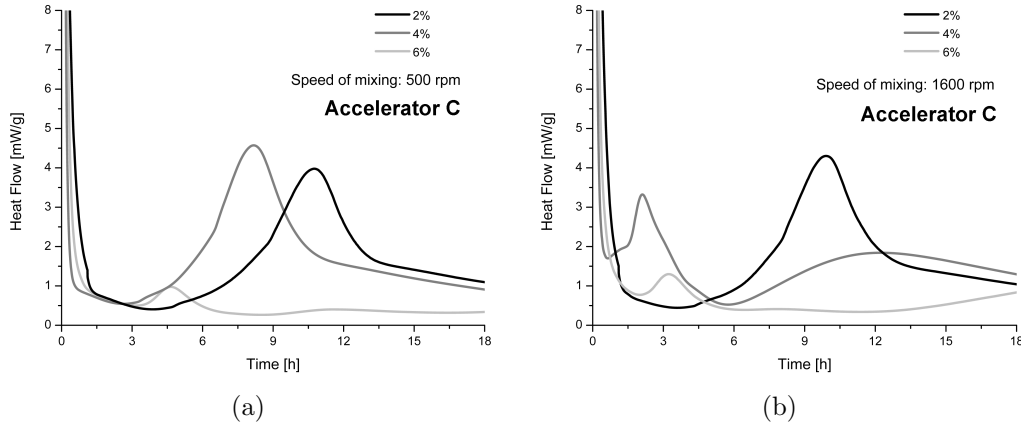 8
7
6
5
4
3
2
1
0
Heat Flow [mW/g]
2%
4%
6%
Speed of mixing: 500 rpm
Accelerator C
0 3 6 9 12 15 18
Time [h]
(a)
8
7
6
5
4
3
2
1
0
Heat Flow [mW/g]
2%
4%
6%
Speed of mixing: 1600 rpm
Accelerator C
0 3 6 9 12 15 18
Time [h]
(b)